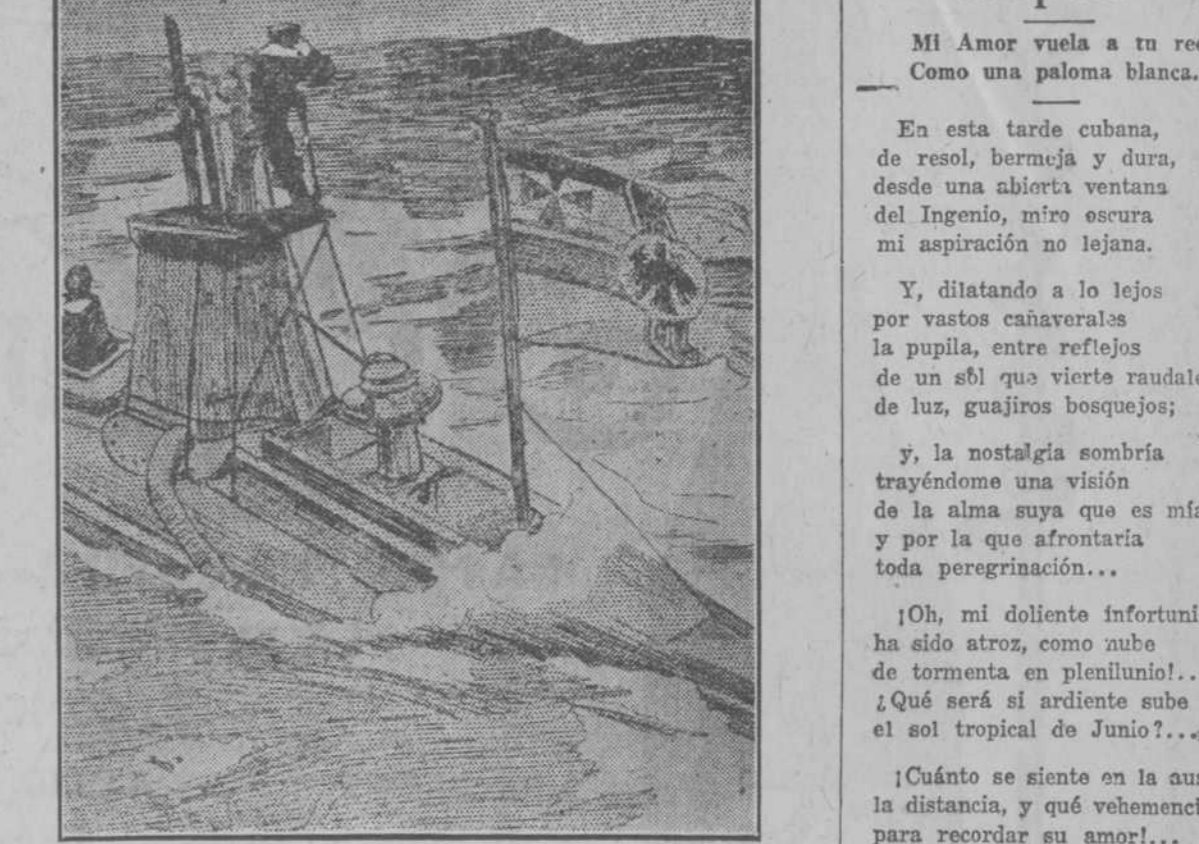 Mi Amor vuela a tu
Como una paloma blanca.
En esta tarde cubana,
de resol, bermeja y dura,
desde una abierta ventana
del Ingenio, miro oscura
mi aspiración no lejana.
Y, dilatando a lo lejos
por vastos cañaverales
la pupila, entre reflejos
de un sol que vierte
de luz, guajiros bosquejos;
y, la nostalgia sombría
trayéndome una visión
de la alma suya que es mía
y por la que afrontaría
toda peregrinación...
¡Oh, mi doliente
ha sido atroz, como nube
de tormenta en plenilunio!..
¿Qué será si ardiente sube
el sol tropical de Junio?...
¡Cuánto se siente en la
la distancia, y qué
para recordar su amor!...